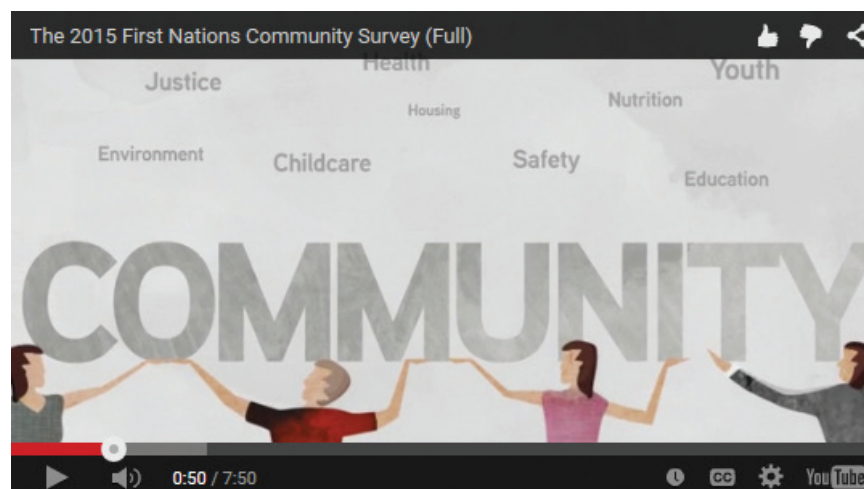 The 2015 First Nations Community Survey (Full)
Health
Youth
Justice
Nutrition
Housing
Environment
Childcare
Safety
Education
COMMUNITY
0:50 / 7:50
CC
YouTube